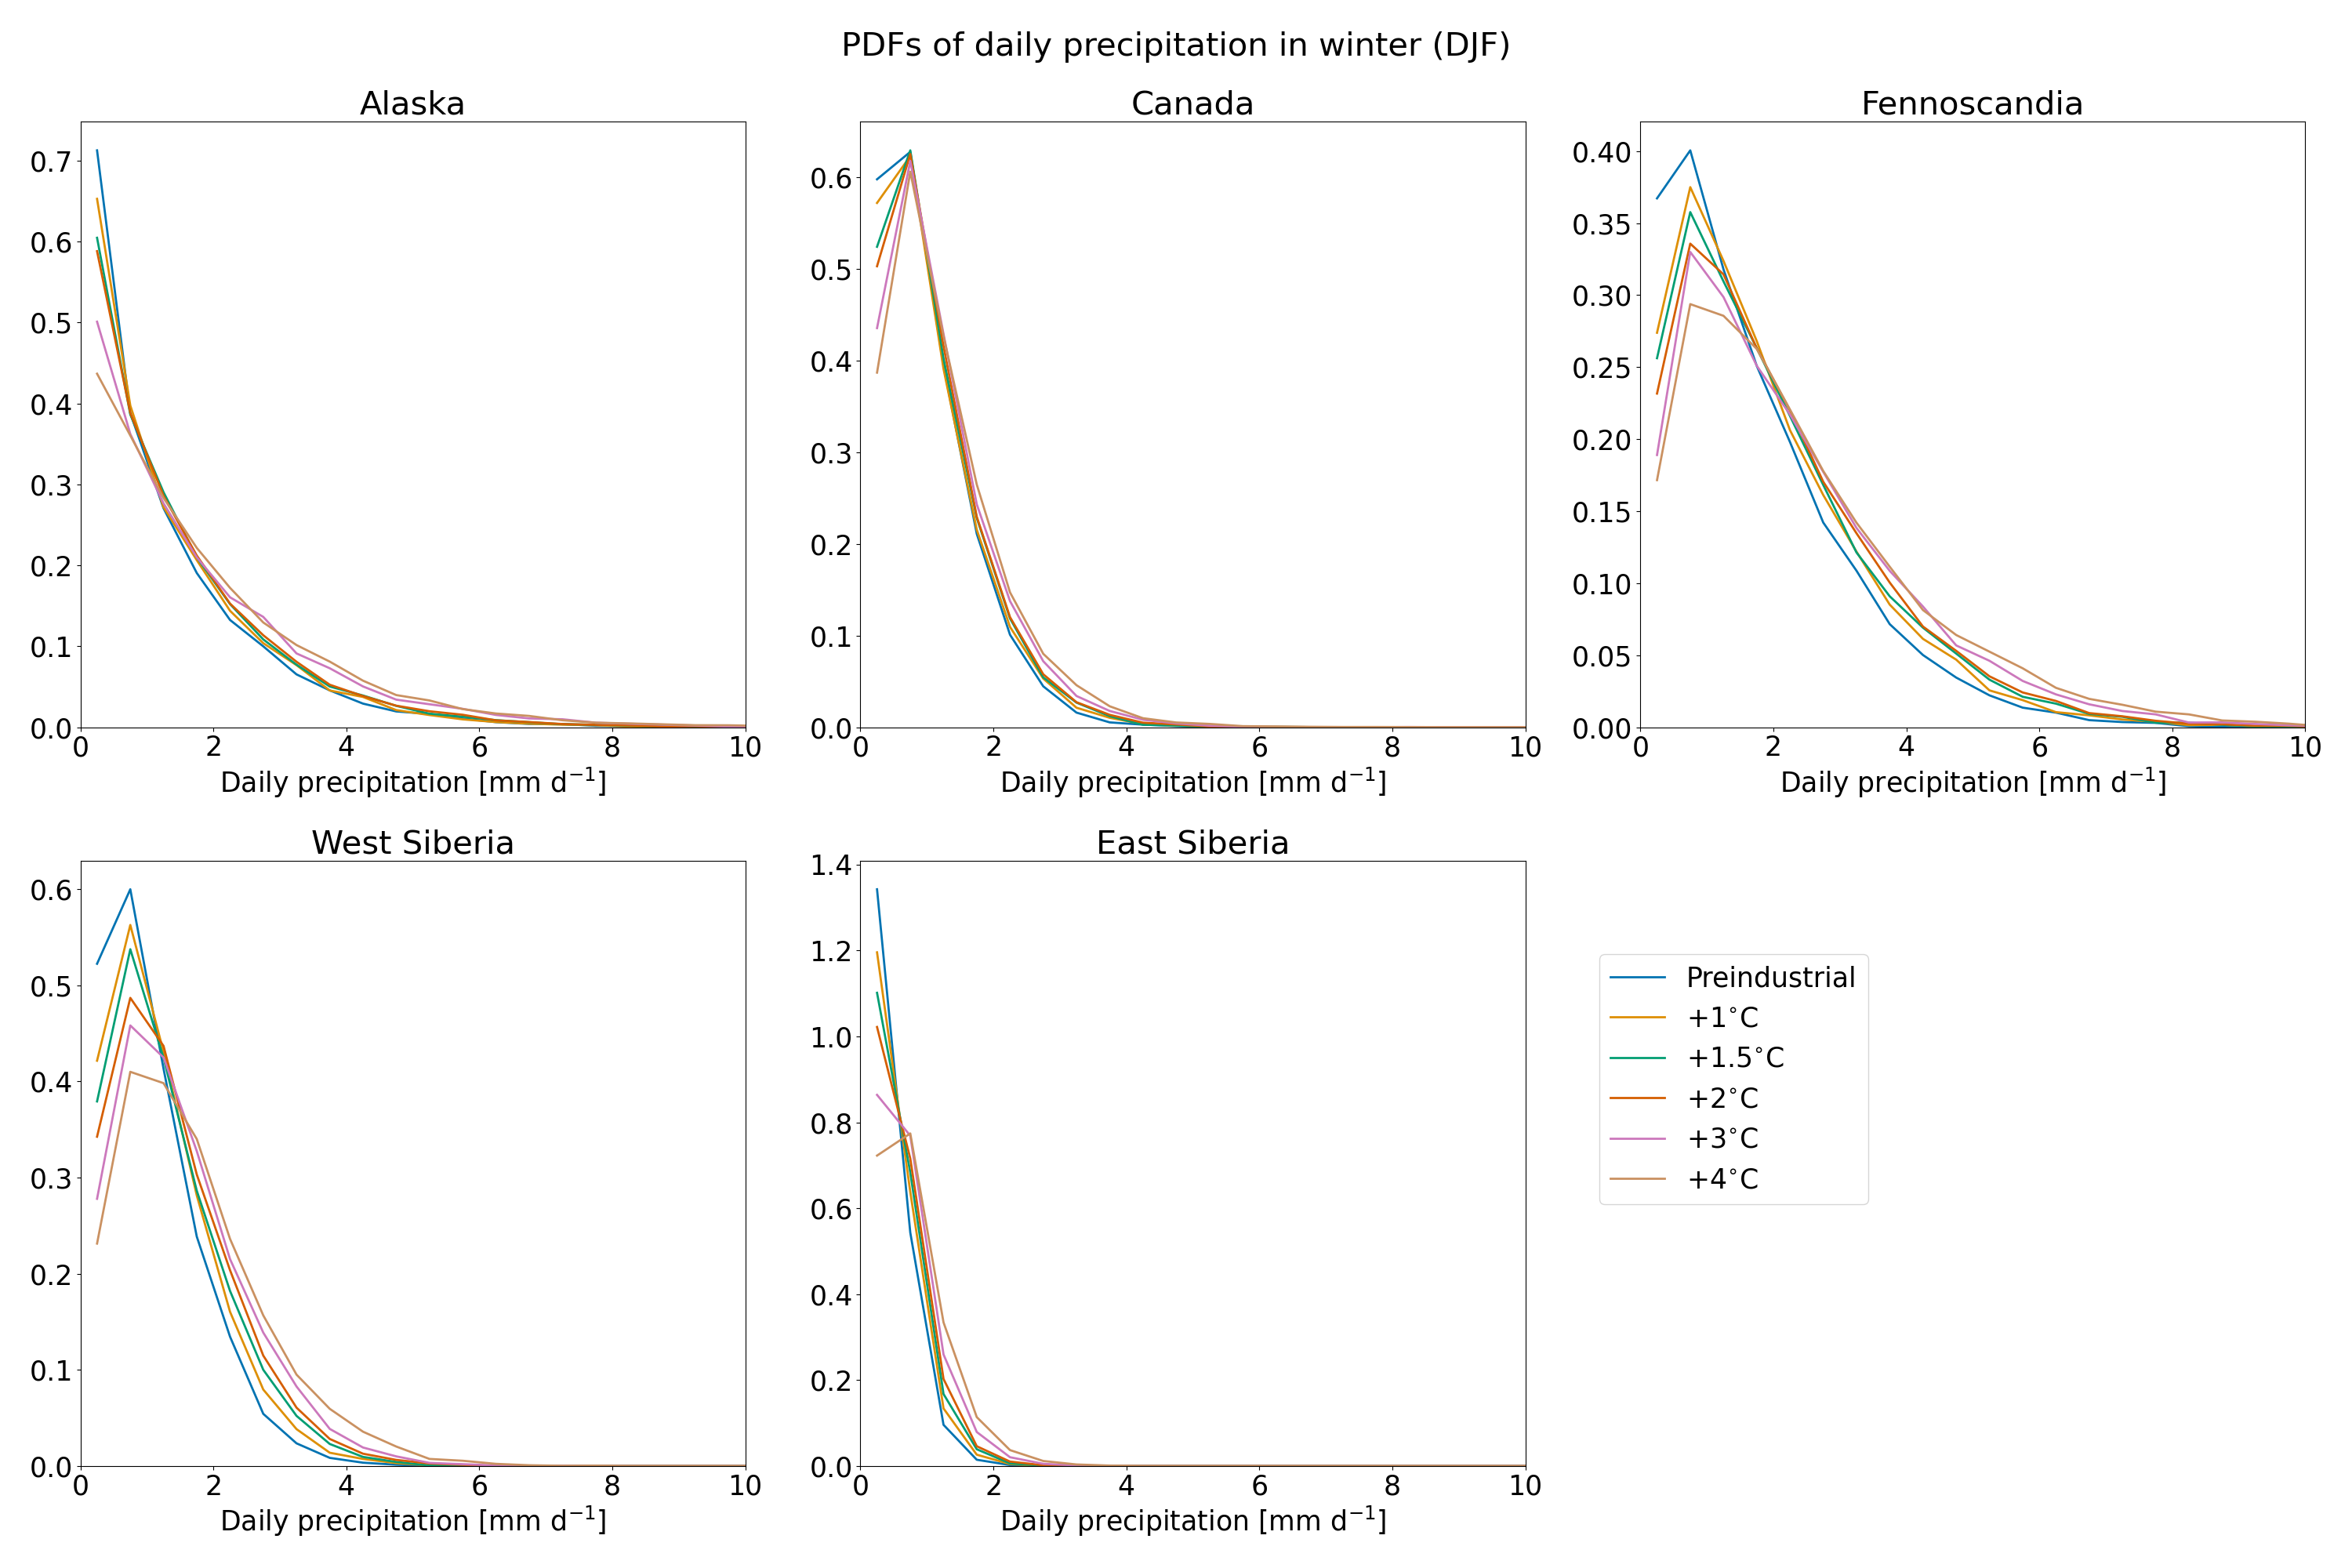 PDFs of daily precipitation in winter (DJF)
Alaska
0.7
0.6
0.5
0.4
0.3
0.2
0.1
0.0
0 2 4 6 8 10
Daily precipitation [mm d⁻¹]
Canada
0.6
0.5
0.4
0.3
0.2
0.1
0.0
0 2 4 6 8 10
Daily precipitation [mm d⁻¹]
Fennoscandia
0.40
0.35
0.30
0.25
0.20
0.15
0.10
0.05
0.00
0 2 4 6 8 10
Daily precipitation [mm d⁻¹]
West Siberia
0.6
0.5
0.4
0.3
0.2
0.1
0.0
0 2 4 6 8 10
Daily precipitation [mm d⁻¹]
East Siberia
1.4
1.2
1.0
0.8
0.6
0.4
0.2
0.0
0 2 4 6 8 10
Daily precipitation [mm d⁻¹]
Preindustrial
+1°C
+1.5°C
+2°C
+3°C
+4°C